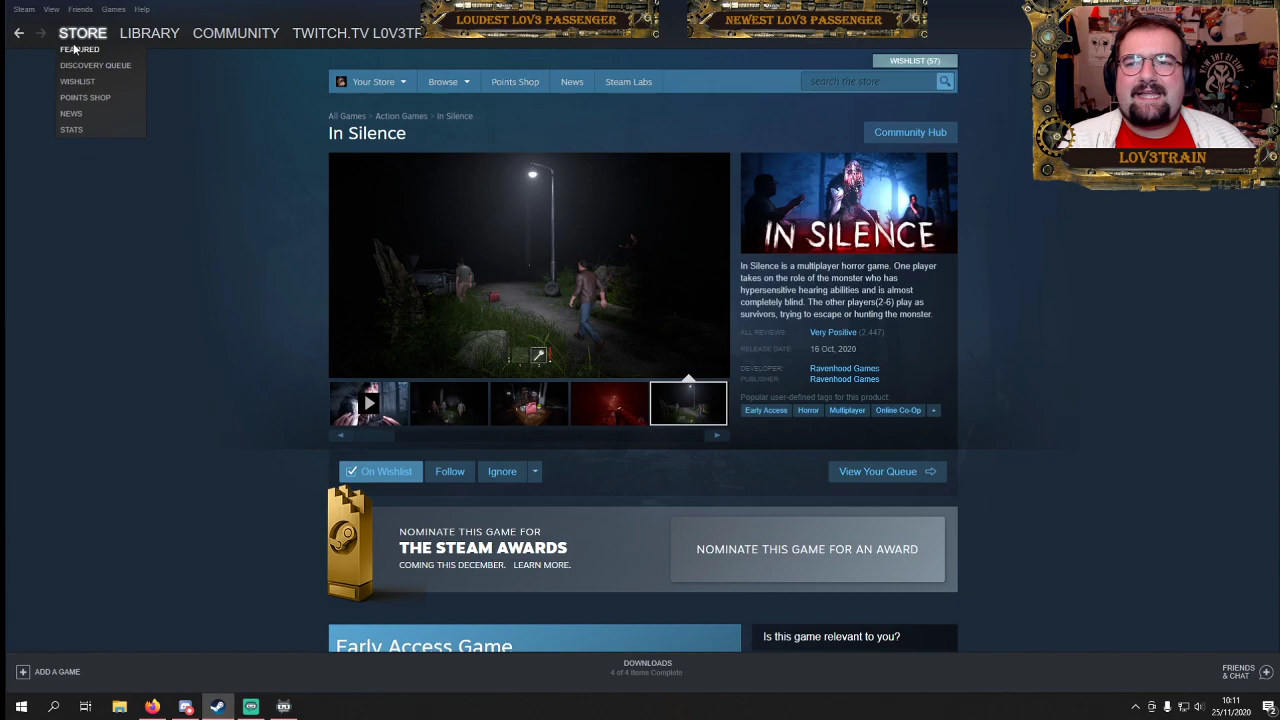 Steam View Friends Games Help
LOUDEST LOV3 PASSENGER
NEWEST LOV3 PASSENGER
STORE LIBRARY COMMUNITY TWITCH.TV L0V3TR
FEATURED
DISCOVERY QUEUE
WISHLIST
POINTS SHOP
NEWS
STATS
WISHLIST (57)
Your Store Browse Points Shop News Steam Labs
search the store
All Games > Action Games > In Silence
In Silence
Community Hub
IN SILENCE
In Silence is a multiplayer horror game. One player
takes on the role of the monster who has
hypersensitive hearing abilities and is almost
completely blind. The other players(2-6) play as
survivors, trying to escape or hunting the monster.
ALL REVIEWS: Very Positive (2,447)
RELEASE DATE: 16 Oct, 2020
DEVELOPER: Ravenhood Games
PUBLISHER: Ravenhood Games
Popular user-defined tags for this product:
Early Access Horror Multiplayer Online Co-Op +
On Wishlist Follow Ignore
View Your Queue
NOMINATE THIS GAME FOR
THE STEAM AWARDS
COMING THIS DECEMBER. LEARN MORE.
NOMINATE THIS GAME FOR AN AWARD
Early Access Game
Is this game relevant to you?
LOV3TRAIN
THIS IS THE WAY
ADD A GAME
DOWNLOADS
4 of 4 Items Complete
FRIENDS
& CHAT
10:11
25/11/2020
2